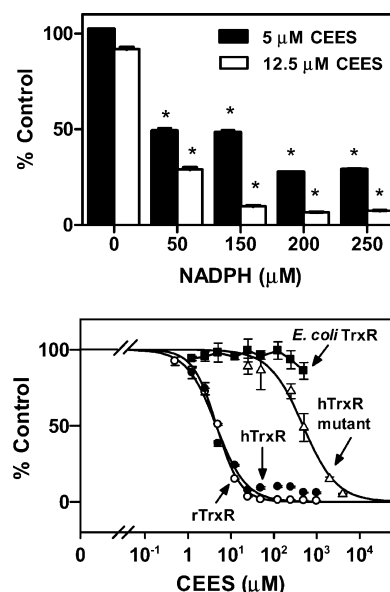 100
50
0
% Control
5 μM CEES
12.5 μM CEES
* * * * * * * *
0 50 150 200 250
NADPH (μM)
100
50
0
% Control
E. coli TrxR
hTrxR
mutant
hTrxR
rTrxR
0 10⁻¹ 1 10¹ 10² 10³ 10⁴
CEES (μM)